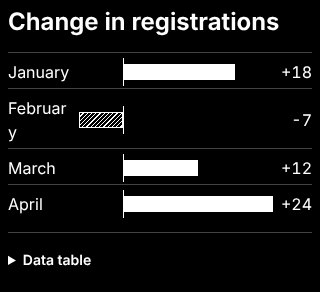 Change in registrations
January +18
Februar
y -7
March +12
April +24
Data table